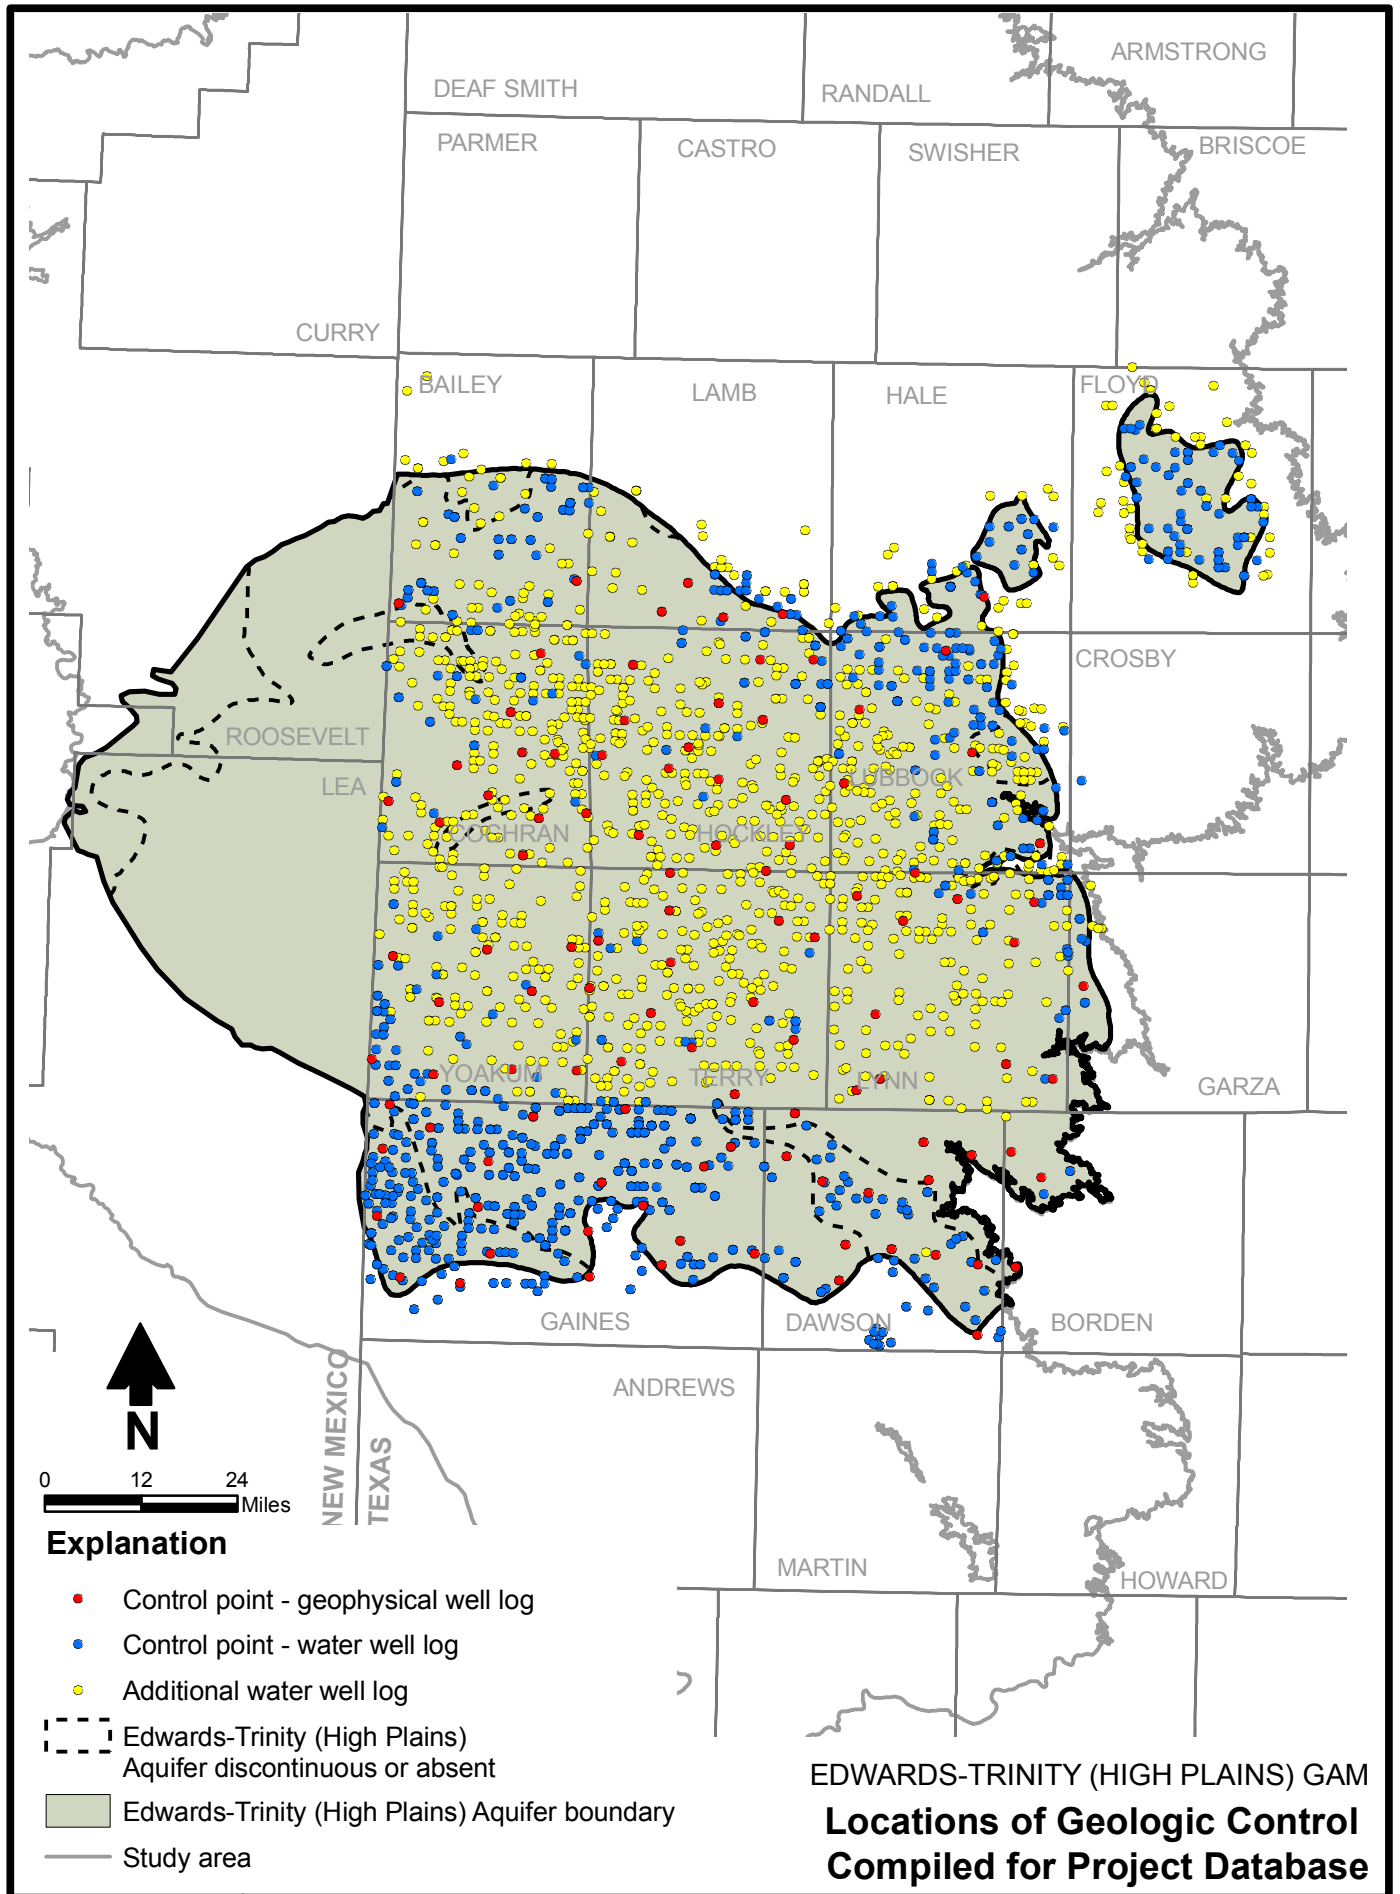 ARMSTRONG
DEAF SMITH
RANDALL
PARMER
CASTRO
SWISHER
BRISCOE
CURRY
BAILEY
LAMB
HALE
FLOYD
CROSBY
ROOSEVELT
LEA
LUBBOCK
COCHRAN
HOCKLEY
YOAKUM
TERRY
LYNN
GARZA
GAINES
DAWSON
BORDEN
ANDREWS
NEW MEXICO
TEXAS
N
0 12 24
Miles
MARTIN
HOWARD
Explanation
Control point - geophysical well log
Control point - water well log
Additional water well log
Edwards-Trinity (High Plains)
Aquifer discontinuous or absent
Edwards-Trinity (High Plains) Aquifer boundary
Study area
EDWARDS-TRINITY (HIGH PLAINS) GAM
Locations of Geologic Control
Compiled for Project Database